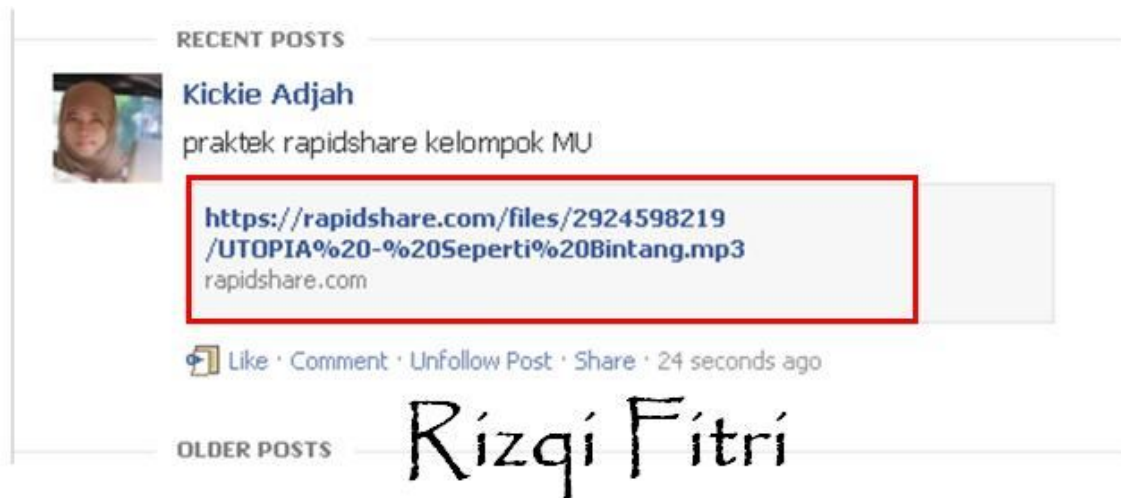 RECENT POSTS
Kickie Adjah
praktek rapidshare kelompok MU
https://rapidshare.com/files/2924598219
/UTOPIA%20-%20Seperti%20Bintang.mp3
rapidshare.com
Like · Comment · Unfollow Post · Share · 24 seconds ago
Rizqi Fitri
OLDER POSTS